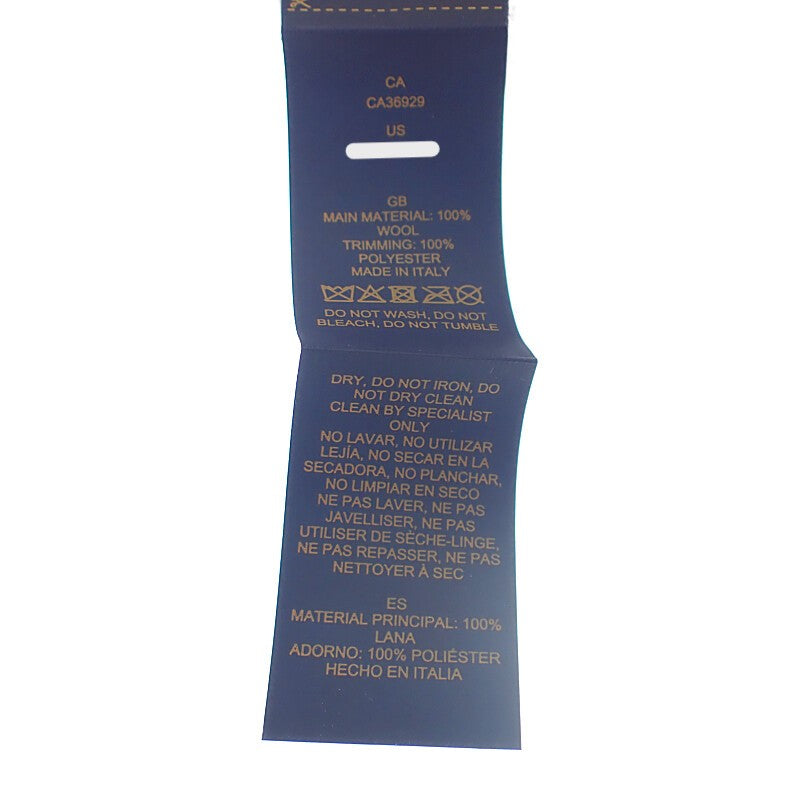 CA
CA36929
US
GB
MAIN MATERIAL: 100%
WOOL
TRIMMING: 100%
POLYESTER
MADE IN ITALY
DO NOT WASH, DO NOT
BLEACH, DO NOT TUMBLE
DRY, DO NOT IRON, DO
NOT DRY CLEAN
CLEAN BY SPECIALIST
ONLY
NO LAVAR, NO UTILIZAR
LEJÍA, NO SECAR EN LA
SECADORA, NO PLANCHAR,
NO LIMPIAR EN SECO
NE PAS LAVER, NE PAS
JAVELLISER, NE PAS
UTILISER DE SÈCHE-LINGE,
NE PAS REPASSER, NE PAS
NETTOYER À SEC
ES
MATERIAL PRINCIPAL: 100%
LANA
ADORNO: 100% POLIÉSTER
HECHO EN ITALIA